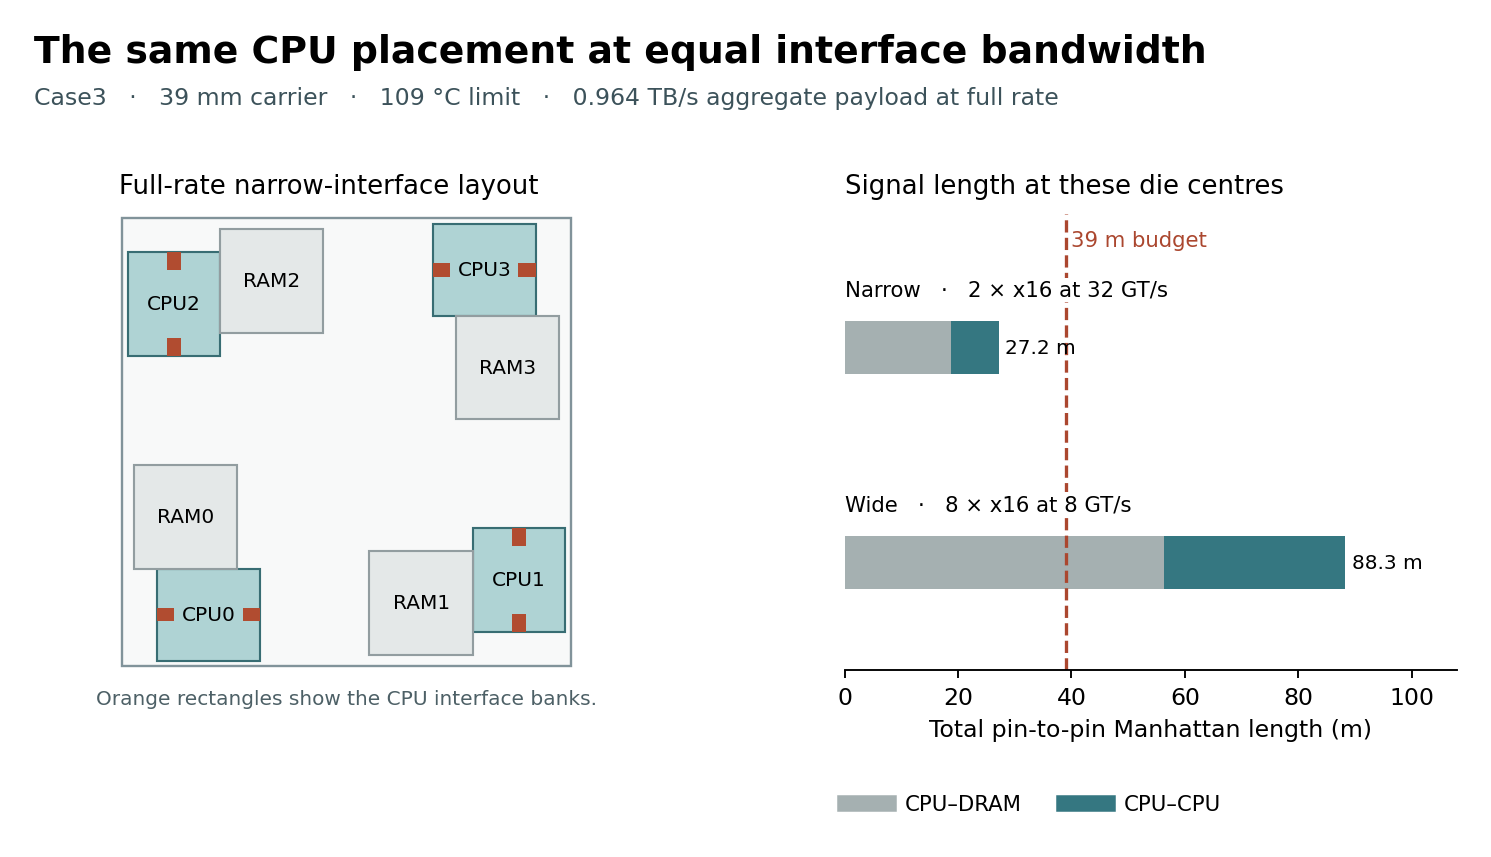 The same CPU placement at equal interface bandwidth
Case3 · 39 mm carrier · 109 °C limit · 0.964 TB/s aggregate payload at full rate
Full-rate narrow-interface layout
CPU3
RAM2
CPU2
RAM3
RAM0
CPU1
RAM1
CPU0
Orange rectangles show the CPU interface banks.
Signal length at these die centres
39 m budget
Narrow · 2 × x16 at 32 GT/s
27.2 m
Wide · 8 × x16 at 8 GT/s
88.3 m
0 20 40 60 80 100
Total pin-to-pin Manhattan length (m)
CPU–DRAM CPU–CPU